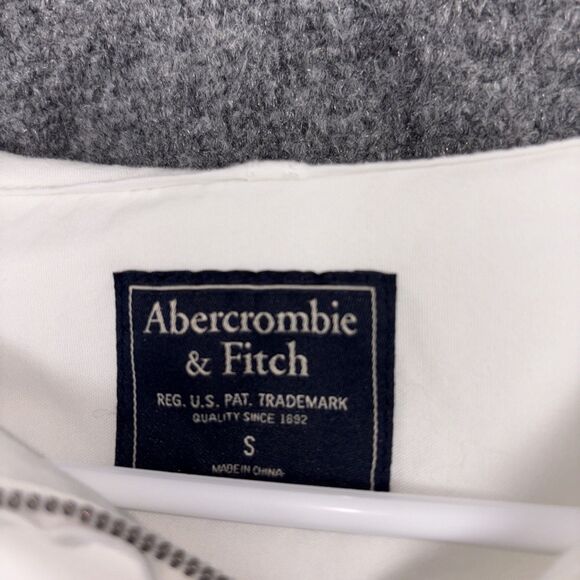 Abercrombie
& Fitch
REG. U.S. PAT. TRADEMARK
QUALITY SINCE 1892
S
MADE IN CHINA